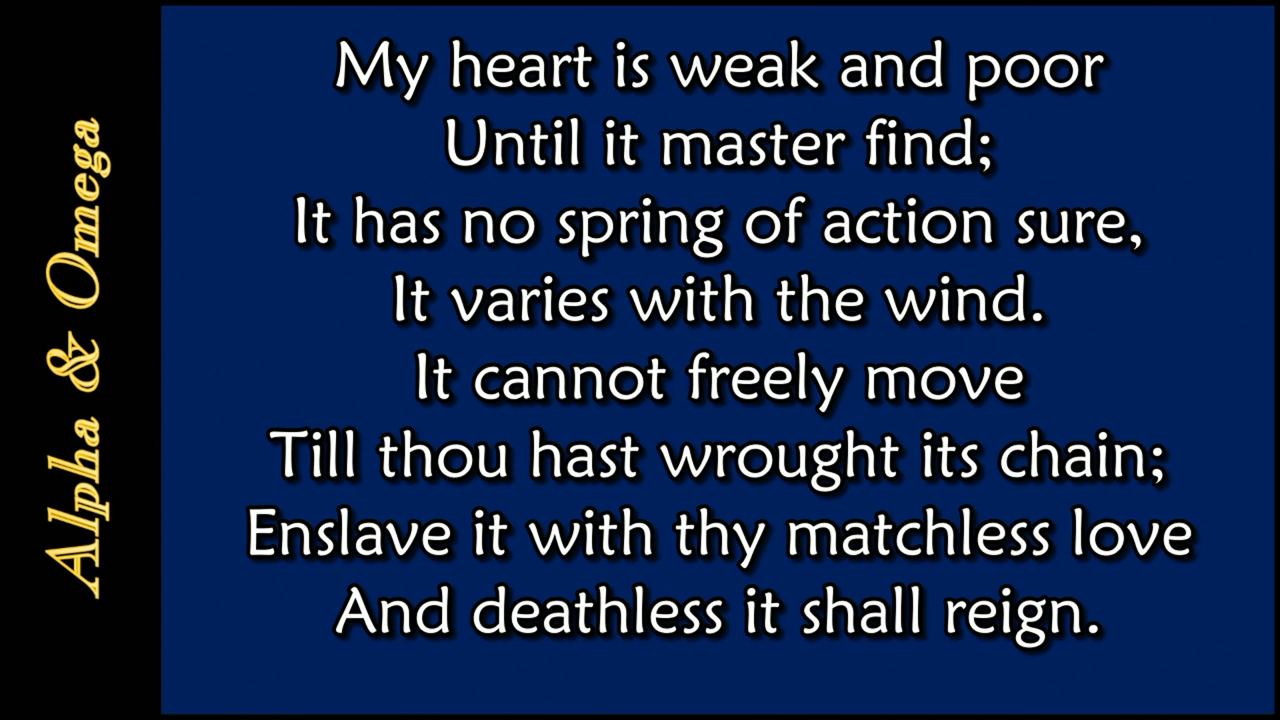 Alpha & Omega
My heart is weak and poor
Until it master find;
It has no spring of action sure,
It varies with the wind.
It cannot freely move
Till thou hast wrought its chain;
Enslave it with thy matchless love
And deathless it shall reign.